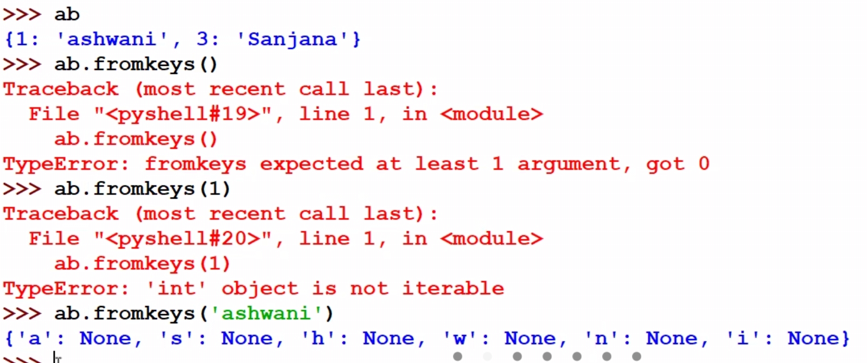 >>> ab
{1: 'ashwani', 3: 'Sanjana'}
>>> ab.fromkeys()
Traceback (most recent call last):
  File "<pyshell#19>", line 1, in <module>
    ab.fromkeys()
TypeError: fromkeys expected at least 1 argument, got 0
>>> ab.fromkeys(1)
Traceback (most recent call last):
  File "<pyshell#20>", line 1, in <module>
    ab.fromkeys(1)
TypeError: 'int' object is not iterable
>>> ab.fromkeys('ashwani')
{'a': None, 's': None, 'h': None, 'w': None, 'n': None, 'i': None}
>>>